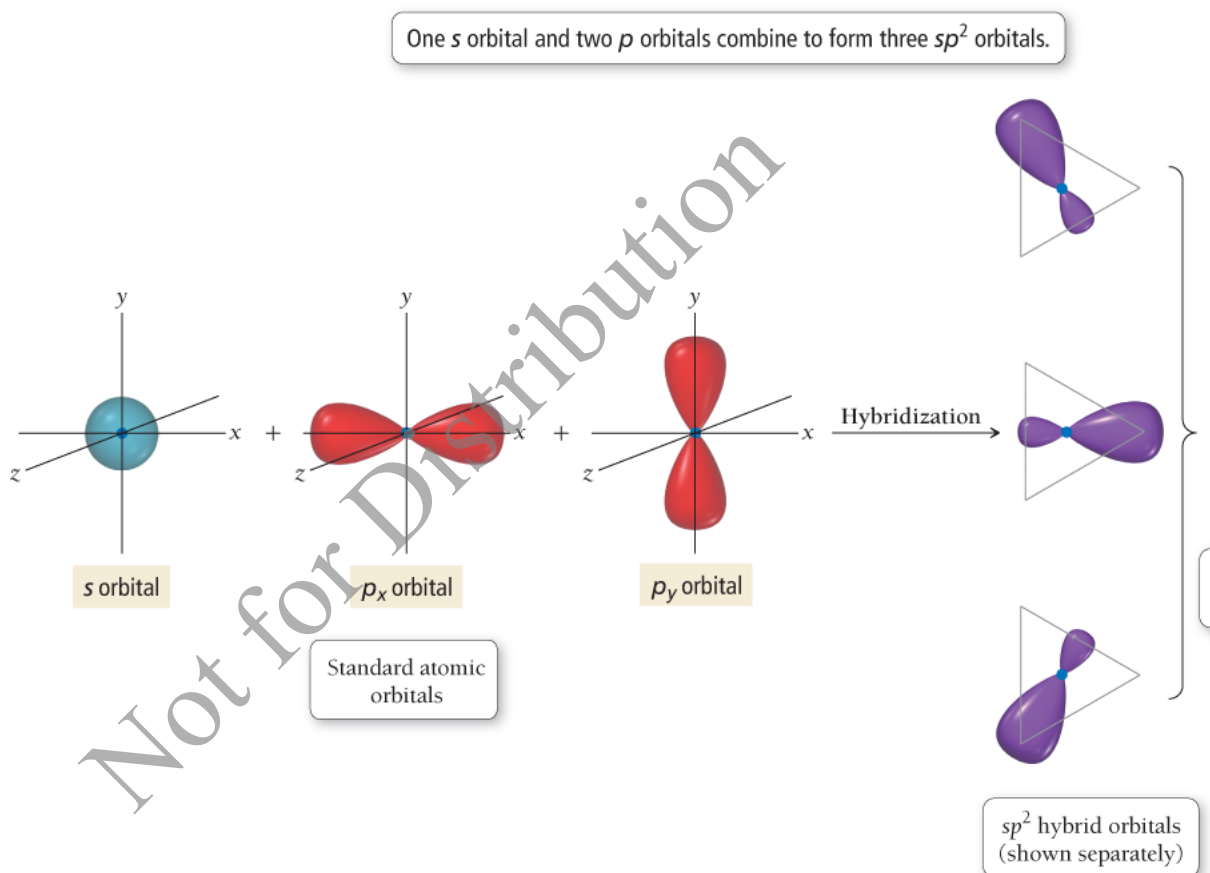 One s orbital and two p orbitals combine to form three sp² orbitals.
y
y
y
x
+
x
+
x
Hybridization
z
z
z
s orbital
pₓ orbital
p_y orbital
Standard atomic
orbitals
sp² hybrid orbitals
(shown separately)
Not for Distribution